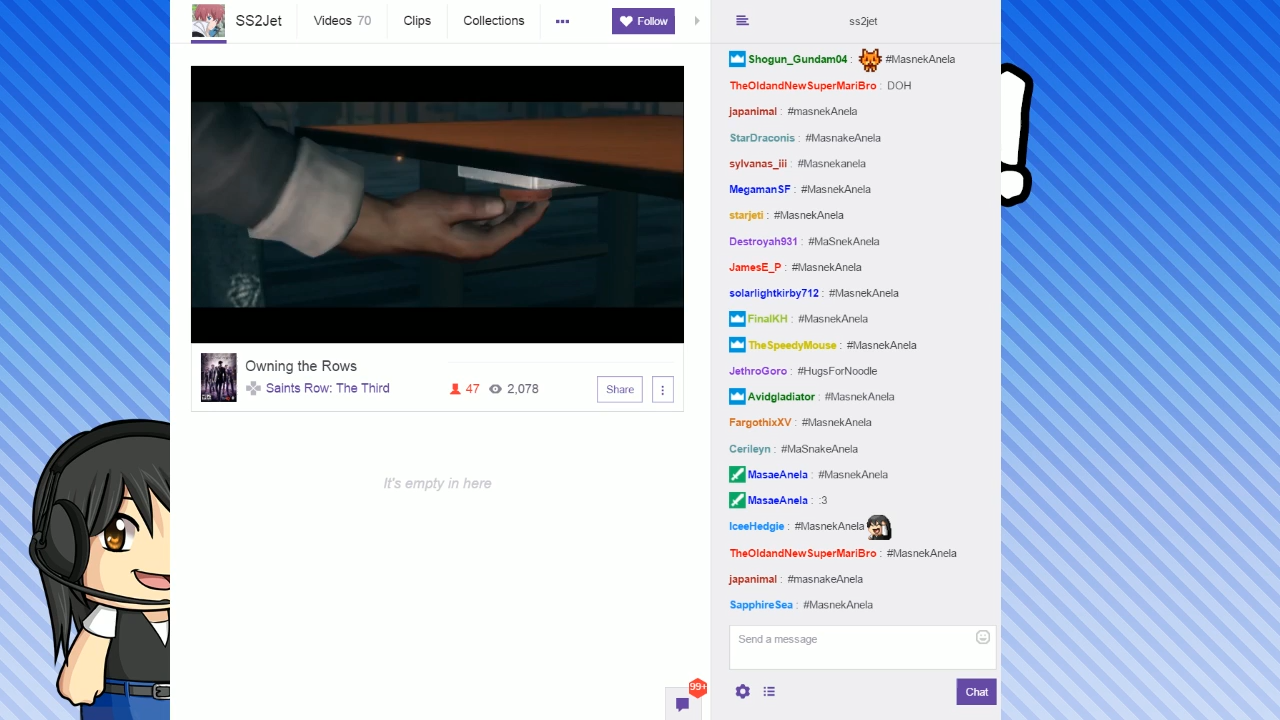 SS2Jet Videos 70 Clips Collections ••• Follow
ss2jet
Owning the Rows
Saints Row: The Third 47 2,078 Share
It's empty in here
99+
Shogun_Gundam04 : #MasnekAnela
TheOldandNewSuperMariBro : DOH
japanimal : #masnekAnela
StarDraconis : #MasnakeAnela
sylvanas_iii : #Masnekanela
MegamanSF : #MasnekAnela
starjeti : #MasnekAnela
Destroyah931 : #MaSnekAnela
JamesE_P : #MasnekAnela
solarlightkirby712 : #MasnekAnela
FinalKH : #MasnekAnela
TheSpeedyMouse : #MasnekAnela
JethroGoro : #HugsForNoodle
Avidgladiator : #MasnekAnela
FargothixXV : #MasnekAnela
Cerileyn : #MaSnakeAnela
MasaeAnela : #MasnekAnela
MasaeAnela : :3
IceeHedgie : #MasnekAnela
TheOldandNewSuperMariBro : #MasnekAnela
japanimal : #masnakeAnela
SapphireSea : #MasnekAnela
Send a message
Chat